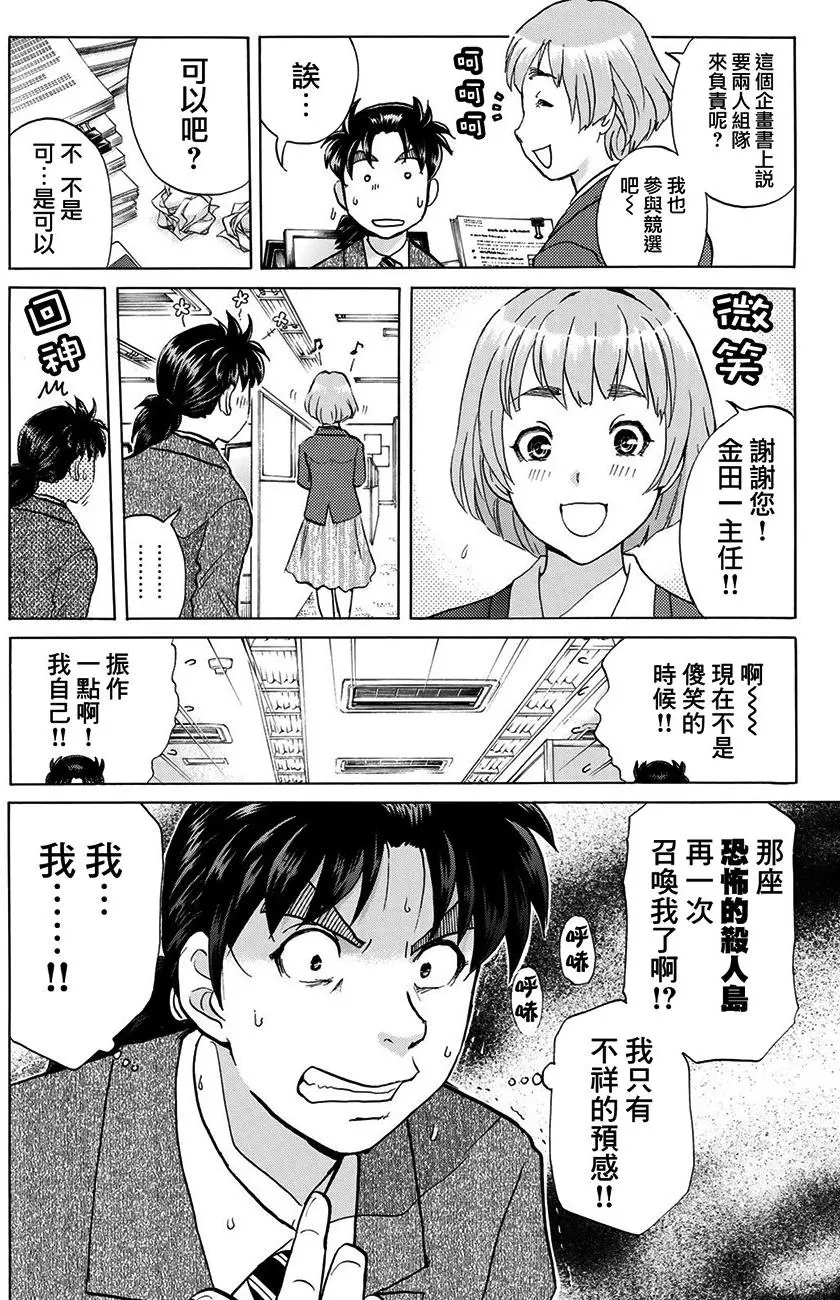 這個企畫書上說
要兩人組隊
來負責呢?
我也
參與競選
吧~
誒…
可以吧?
不 不是
可…是可以
微笑
謝謝您!
金田一主任!!
………
回神
啊~~~
現在不是
傻笑的
時候!!
振作
一點啊!
我自己!!
那座
恐怖的殺人島
再一次
召喚我了啊!?
我只有
不祥的預感!!
呼哧
呼哧
我…
我……!!